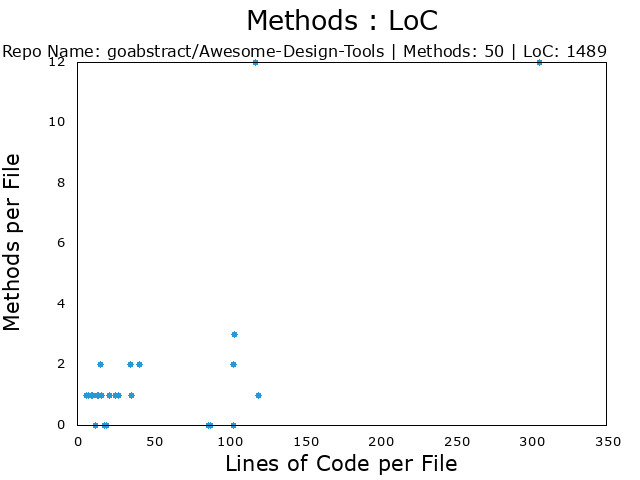 Methods : LoC
Repo Name: goabstract/Awesome-Design-Tools | Methods: 50 | LoC: 1489
12
10
8
6
4
2
0
Methods per File
0 50 100 150 200 250 300 350
Lines of Code per File